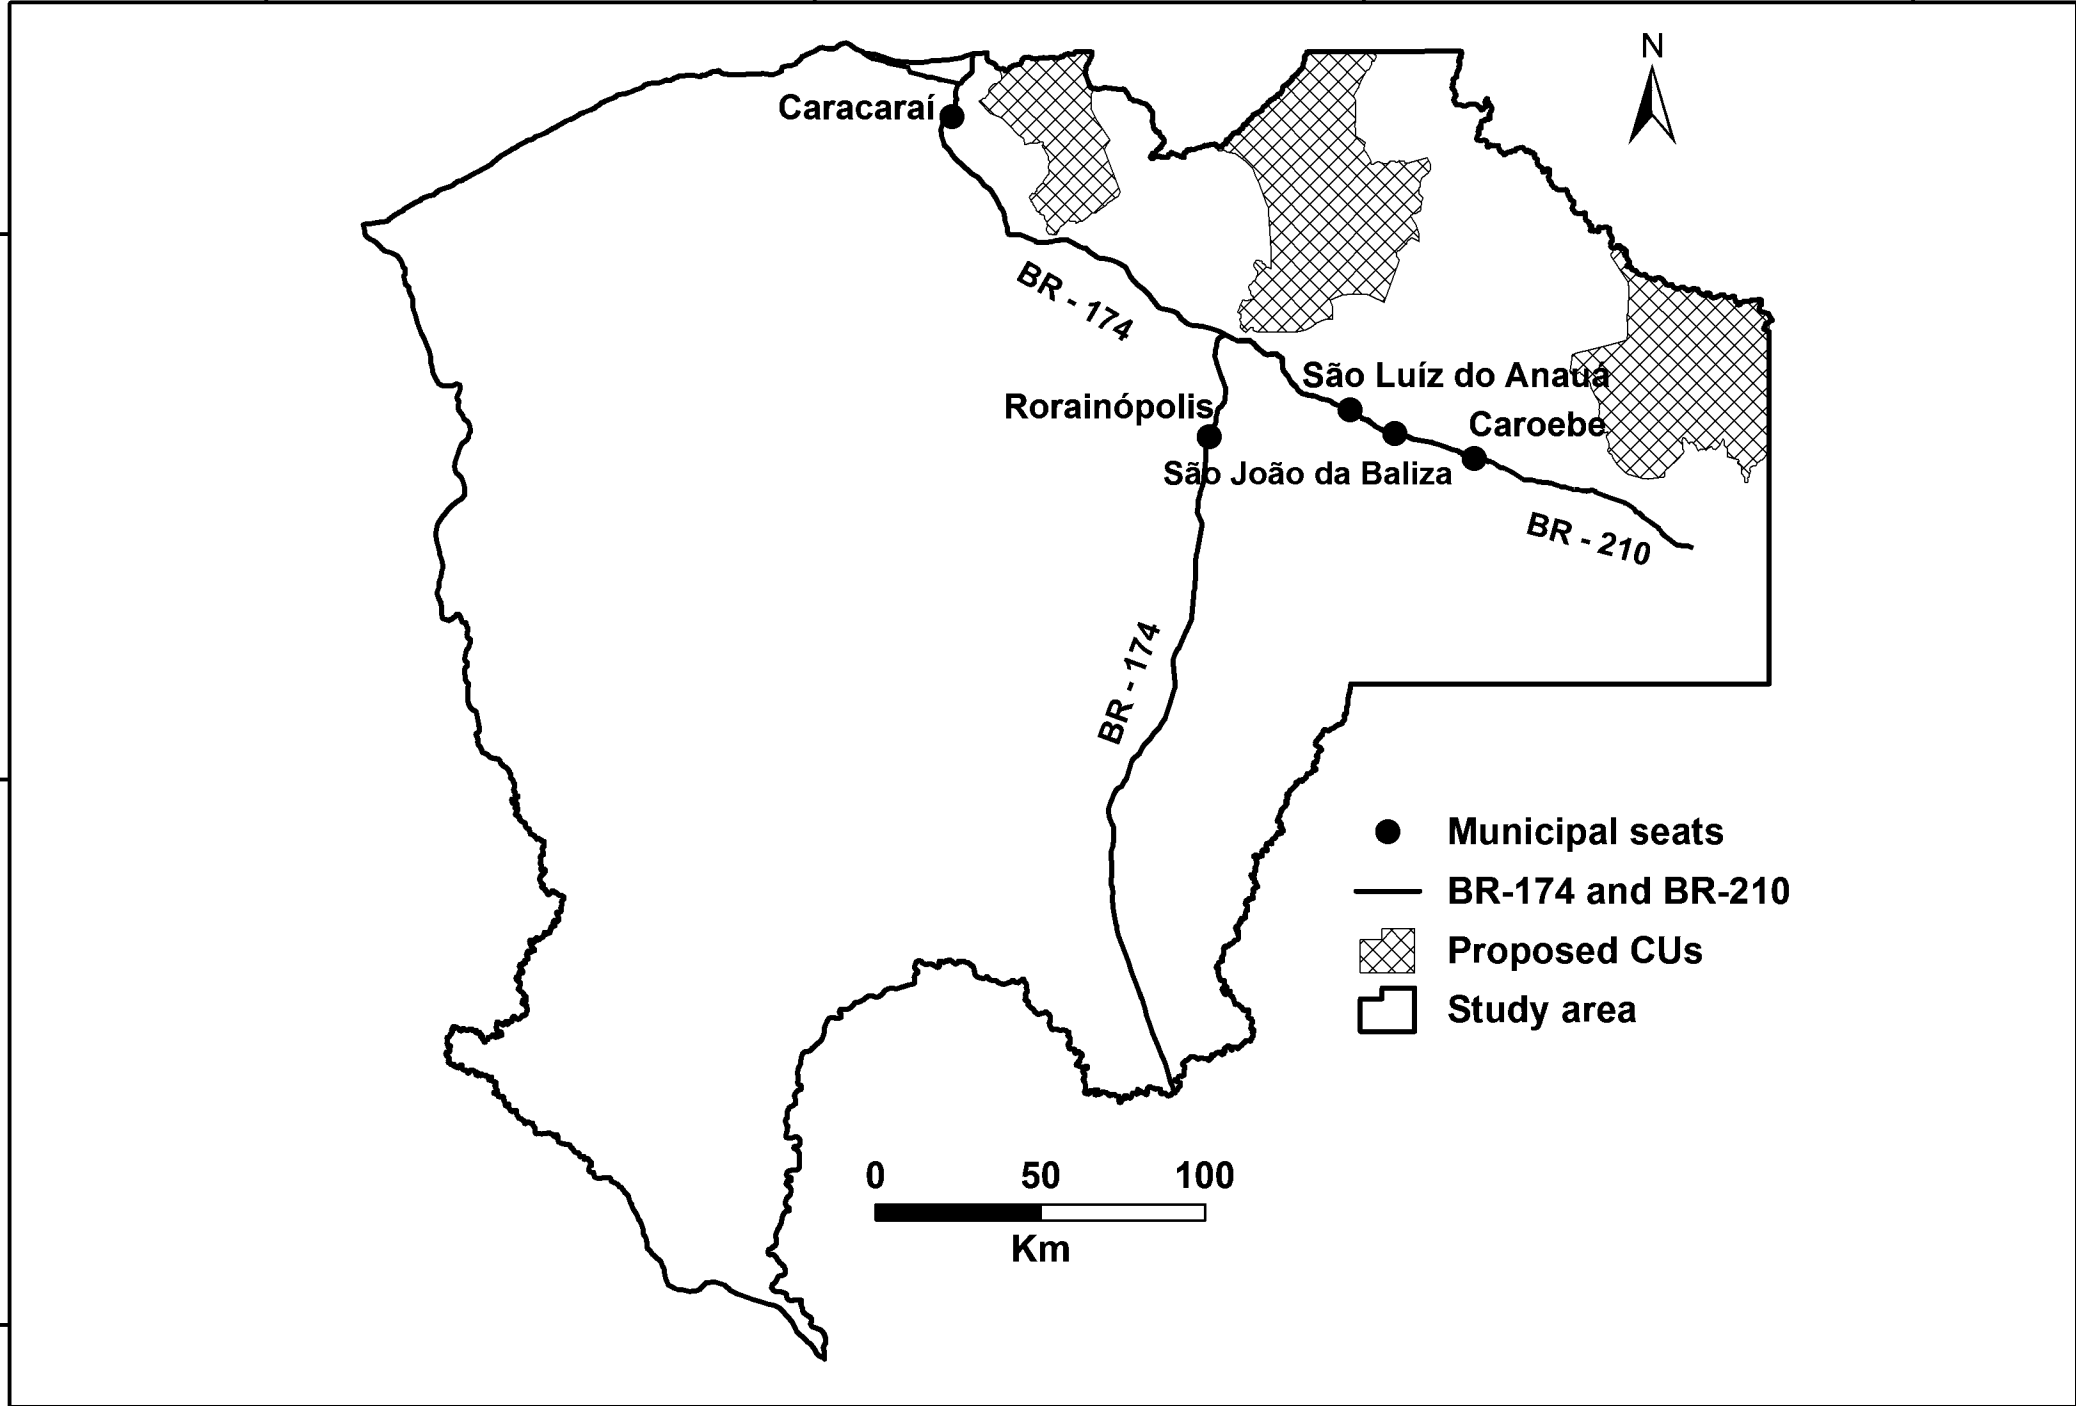 N
Caracaraí
BR - 174
São Luíz do Anauá
Rorainópolis
Caroebe
São João da Baliza
BR - 210
BR - 174
Municipal seats
BR-174 and BR-210
Proposed CUs
Study area
0 50 100
Km